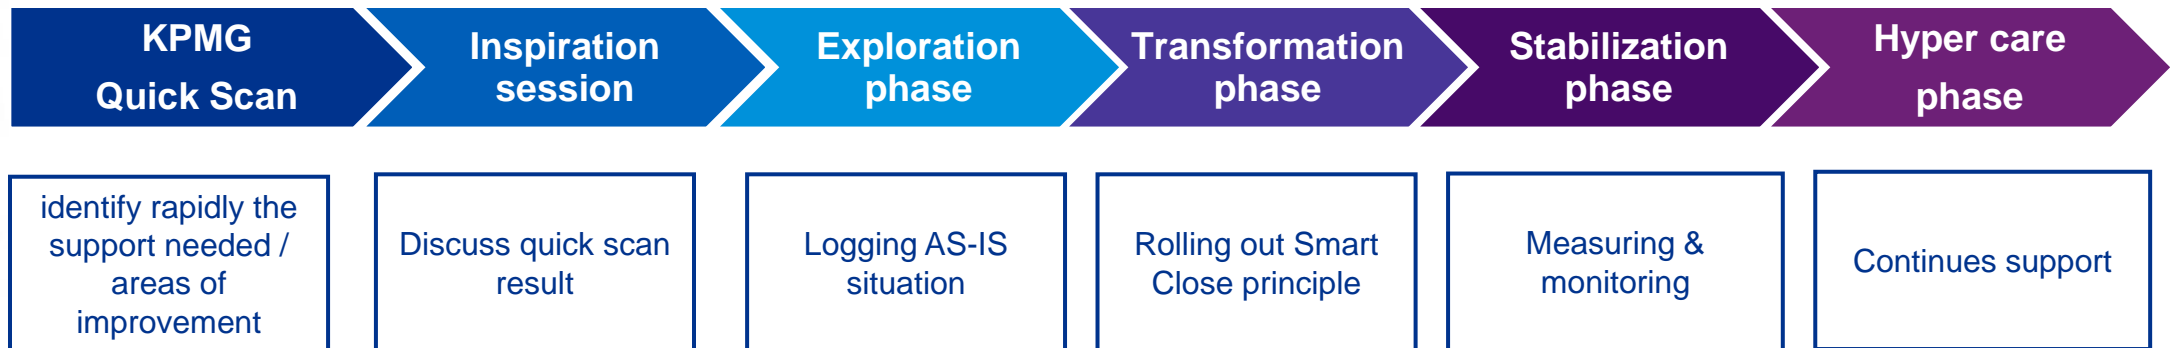 KPMG
Quick Scan
Inspiration
session
Exploration
phase
Transformation
phase
Stabilization
phase
Hyper care
phase
identify rapidly the
support needed /
areas of
improvement
Discuss quick scan
result
Logging AS-IS
situation
Rolling out Smart
Close principle
Measuring &
monitoring
Continues support